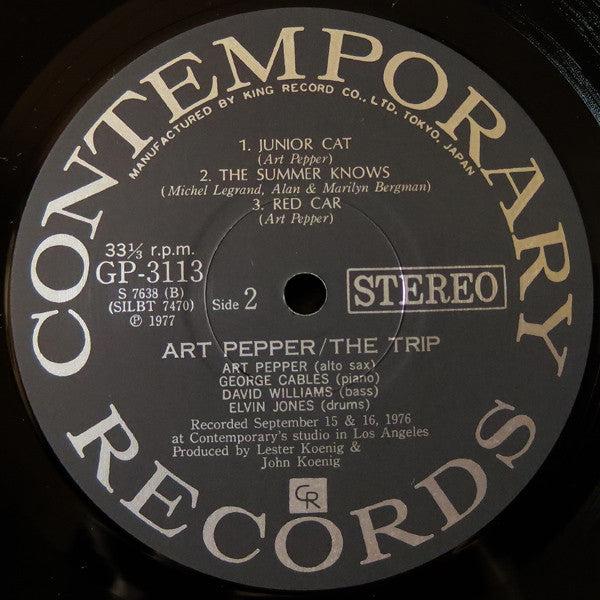 CONTEMPORARY
MANUFACTURED BY KING RECORD CO., LTD. TOKYO, JAPAN
1. JUNIOR CAT
(Art Pepper)
2. THE SUMMER KNOWS
(Michel Legrand, Alan & Marilyn Bergman)
3. RED CAR
(Art Pepper)
33⅓ r.p.m.
GP-3113
S 7638 (B)
(SILBT 7470)
℗ 1977
Side 2
STEREO
ART PEPPER/THE TRIP
ART PEPPER (alto sax)
GEORGE CABLES (piano)
DAVID WILLIAMS (bass)
ELVIN JONES (drums)
Recorded September 15 & 16, 1976
at Contemporary's studio in Los Angeles
Produced by Lester Koenig &
John Koenig
CR
RECORDS